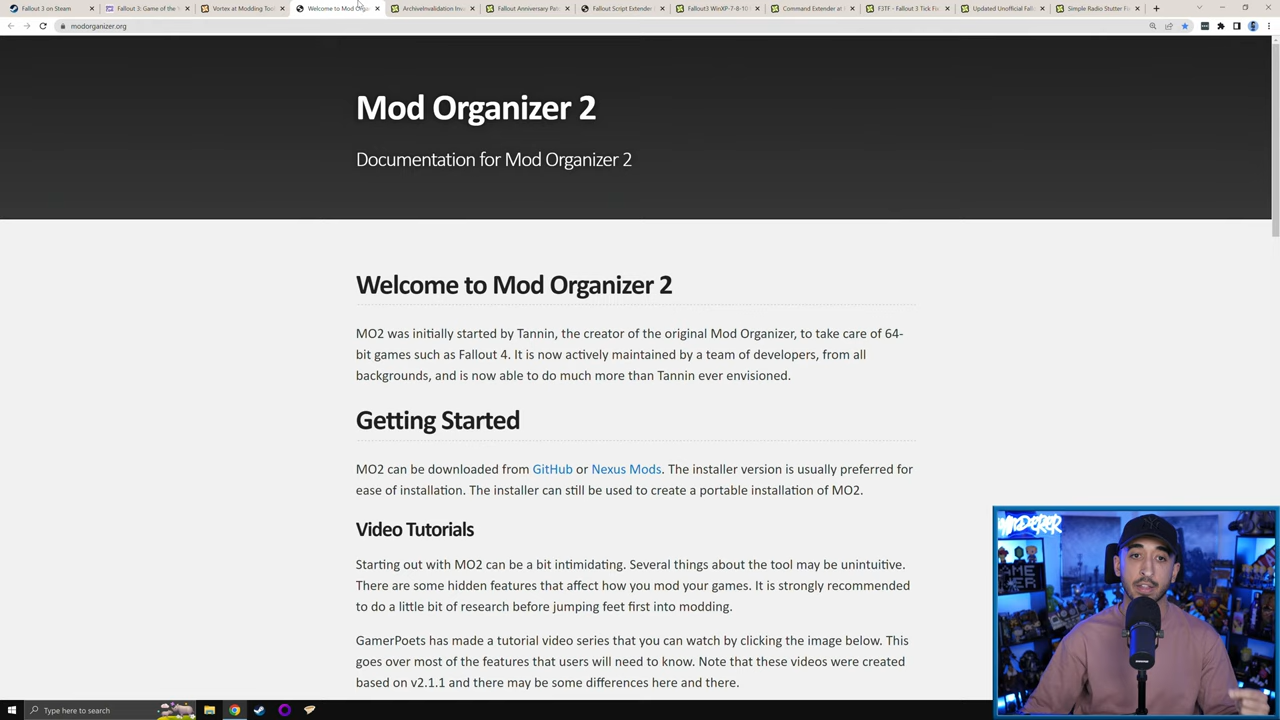 Fallout 3 on Steam
Fallout 3: Game of the
Vortex at Modding Tool
Welcome to Mod Organ
ArchiveInvalidation Inv
Fallout Anniversary Pat
Fallout Script Extender
Fallout3 WinXP-7-8-10
Command Extender at
F3TF - Fallout 3 Tick Fi
Updated Unofficial Fal
Simple Radio Stutter Fi
modorganizer.org
Mod Organizer 2
Documentation for Mod Organizer 2
Welcome to Mod Organizer 2
MO2 was initially started by Tannin, the creator of the original Mod Organizer, to take care of 64-
bit games such as Fallout 4. It is now actively maintained by a team of developers, from all
backgrounds, and is now able to do much more than Tannin ever envisioned.
Getting Started
MO2 can be downloaded from GitHub or Nexus Mods. The installer version is usually preferred for
ease of installation. The installer can still be used to create a portable installation of MO2.
Video Tutorials
Starting out with MO2 can be a bit intimidating. Several things about the tool may be unintuitive.
There are some hidden features that affect how you mod your games. It is strongly recommended
to do a little bit of research before jumping feet first into modding.
GamerPoets has made a tutorial video series that you can watch by clicking the image below. This
goes over most of the features that users will need to know. Note that these videos were created
based on v2.1.1 and there may be some differences here and there.
Type here to search